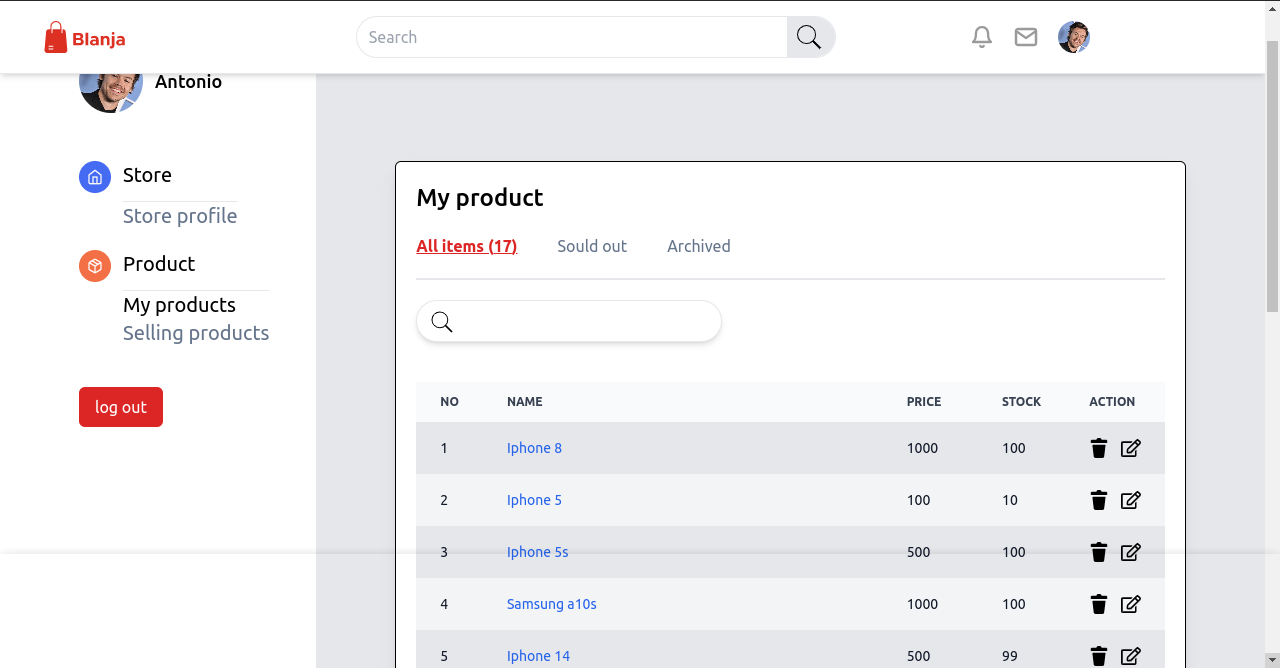 Blanja
Search
Antonio
Store
Store profile
Product
My products
Selling products
log out
My product
All items (17) Sould out Archived
NO NAME PRICE STOCK ACTION
1 Iphone 8 1000 100
2 Iphone 5 100 10
3 Iphone 5s 500 100
4 Samsung a10s 1000 100
5 Iphone 14 500 99